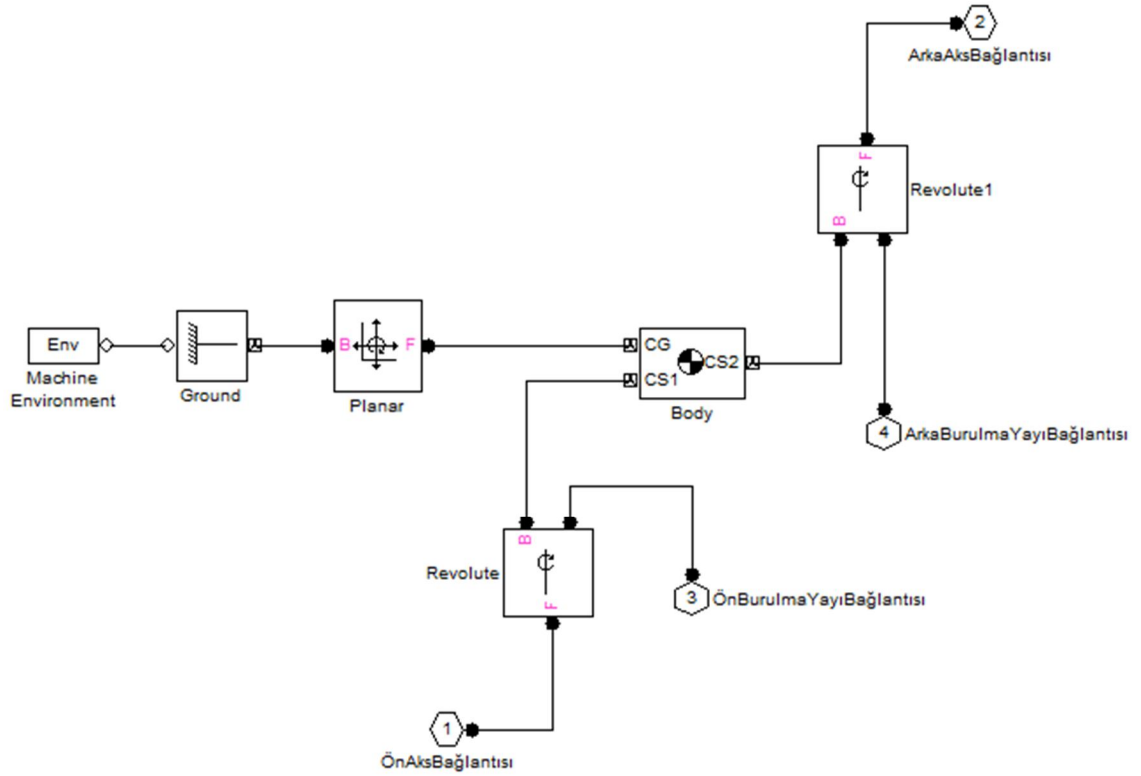 2
ArkaAksBağlantısı
F
Revolute1
B
4
ArkaBurulmaYayıBağlantısı
Env
Machine
Environment
Ground
B
F
Planar
CG
CS1
CS2
Body
B
Revolute
F
3
ÖnBurulmaYayıBağlantısı
1
ÖnAksBağlantısı